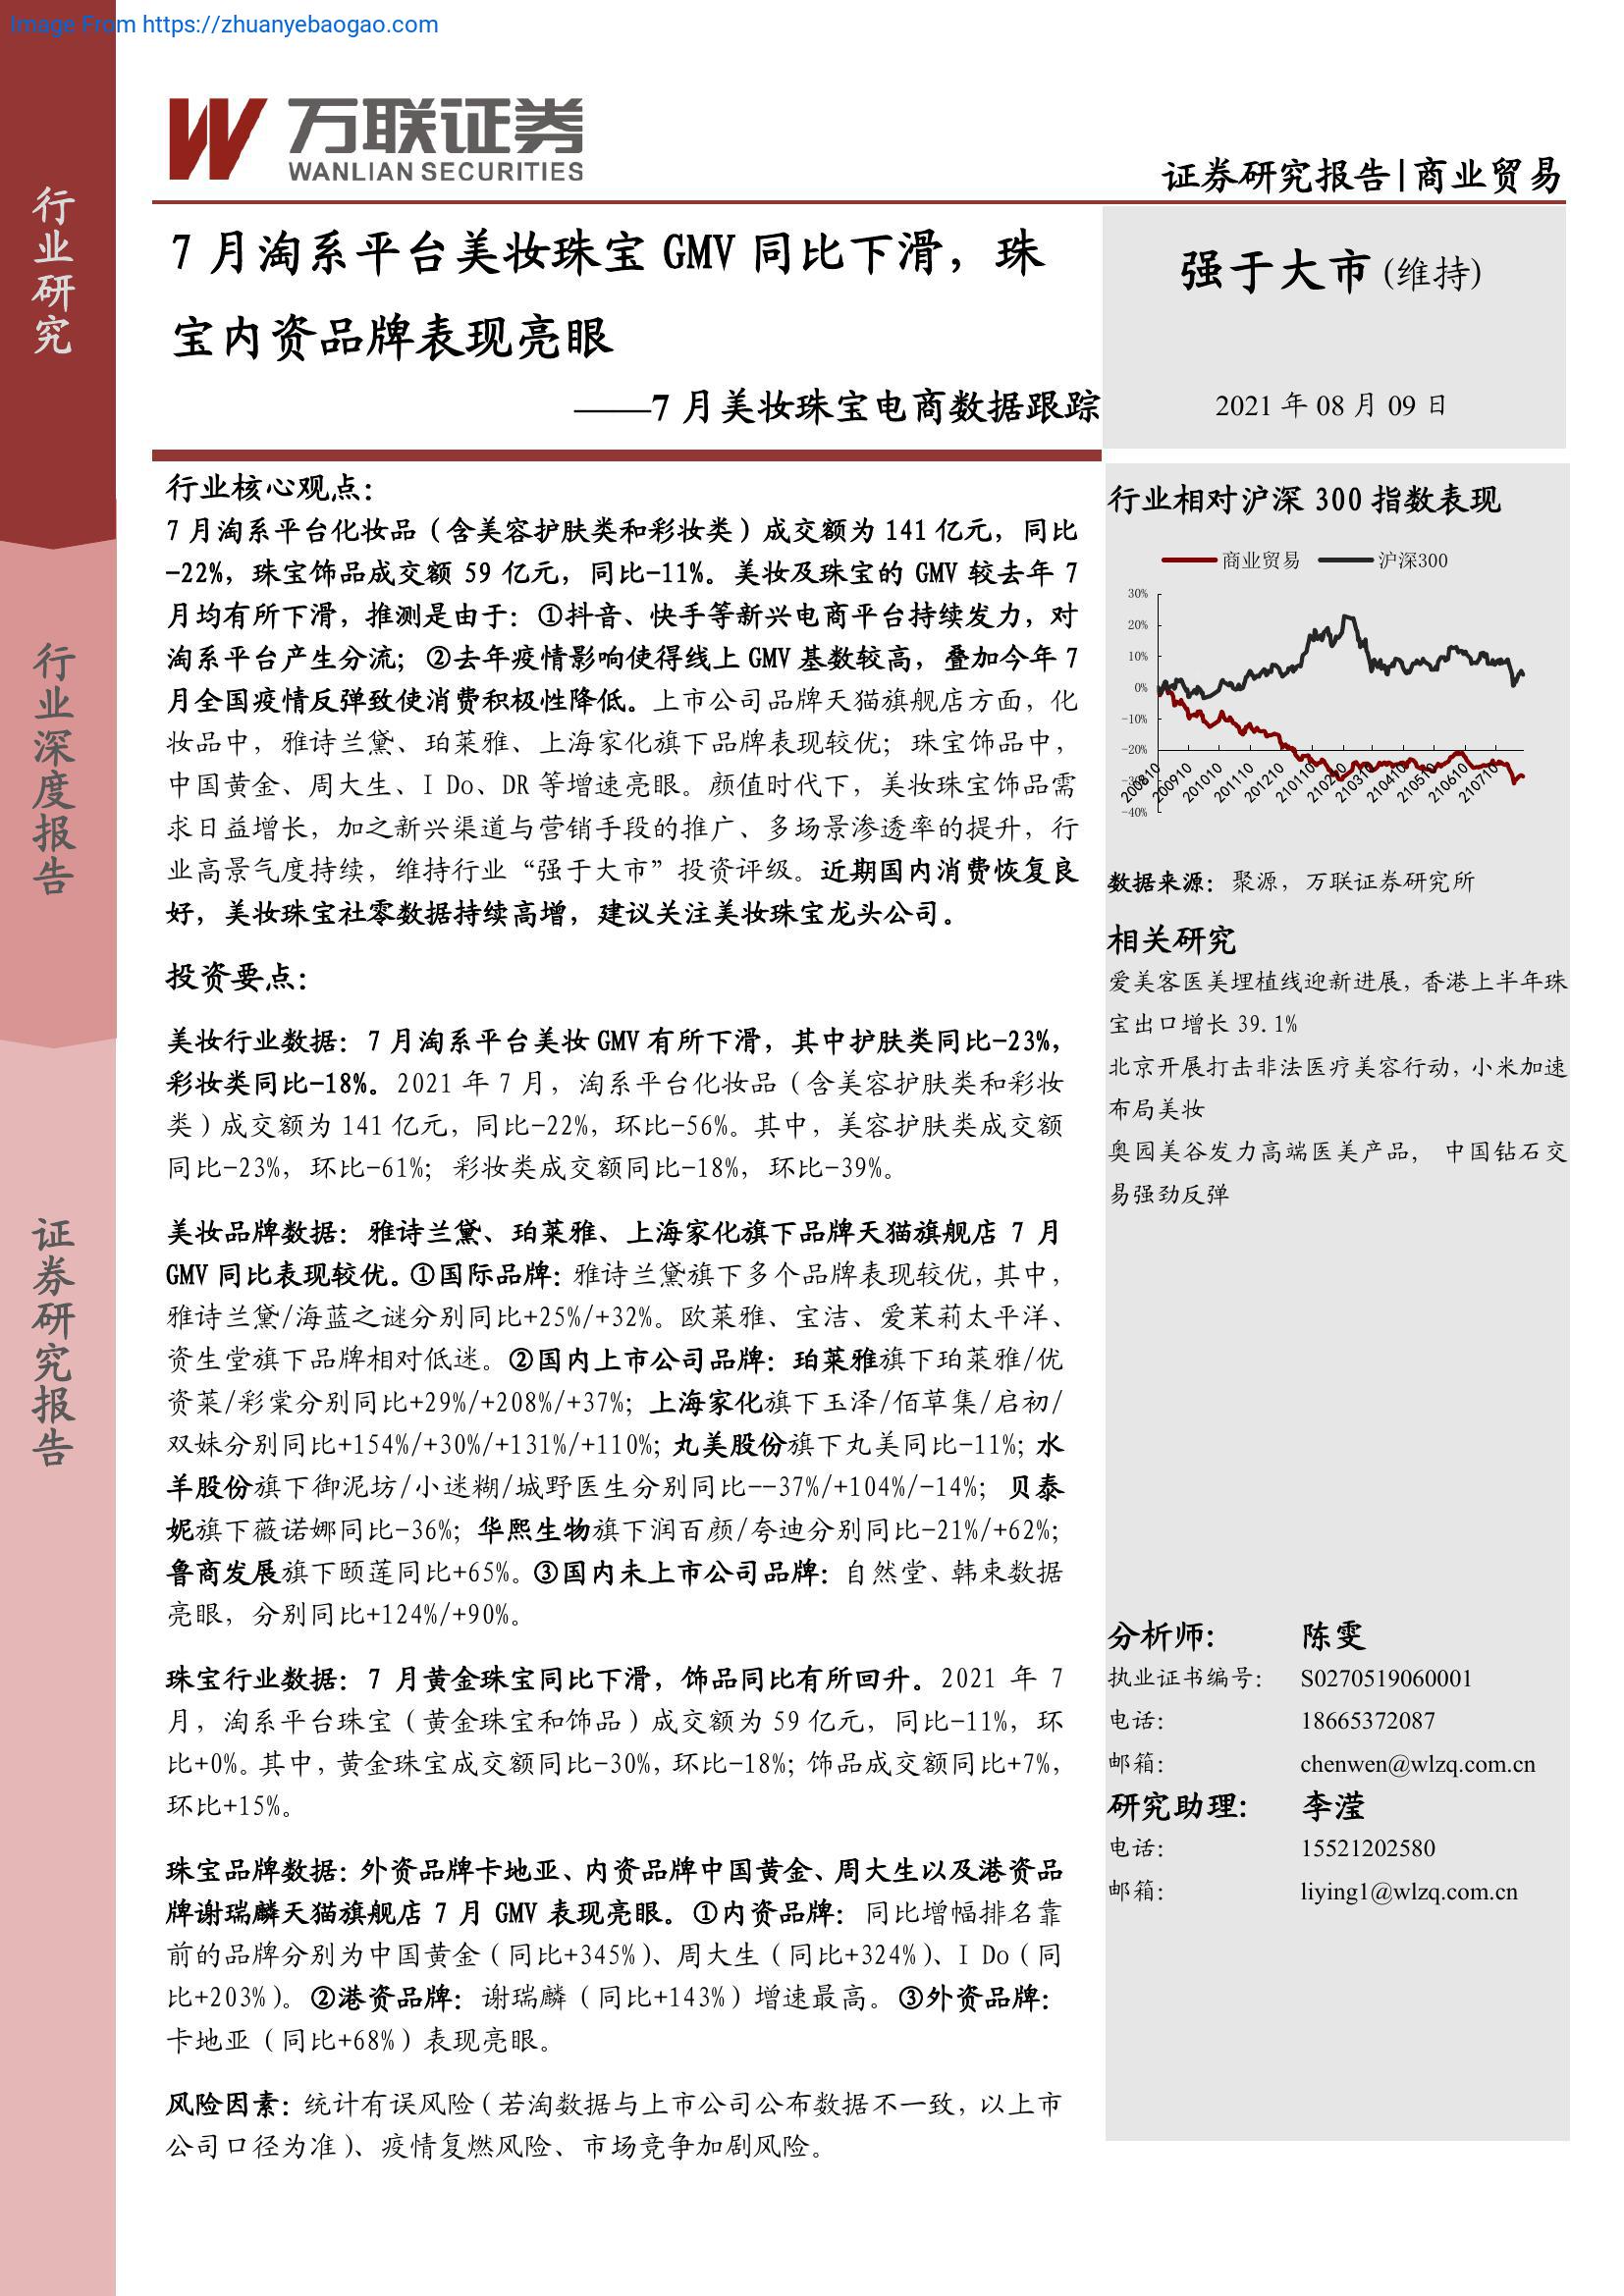 Image From https://zhuanyebaogao.com
万联证券
WANLIAN SECURITIES
证券研究报告|商业贸易
行业研究
行业深度报告
证券研究报告
7 月淘系平台美妆珠宝 GMV 同比下滑，珠
宝内资品牌表现亮眼
——7 月美妆珠宝电商数据跟踪
强于大市(维持)
2021 年 08 月 09 日
行业核心观点：
7 月淘系平台化妆品（含美容护肤类和彩妆类）成交额为 141 亿元，同比
-22%，珠宝饰品成交额 59 亿元，同比-11%。美妆及珠宝的 GMV 较去年 7
月均有所下滑，推测是由于：①抖音、快手等新兴电商平台持续发力，对
淘系平台产生分流；②去年疫情影响使得线上 GMV 基数较高，叠加今年 7
月全国疫情反弹致使消费积极性降低。上市公司品牌天猫旗舰店方面，化
妆品中，雅诗兰黛、珀莱雅、上海家化旗下品牌表现较优；珠宝饰品中，
中国黄金、周大生、I Do、DR 等增速亮眼。颜值时代下，美妆珠宝饰品需
求日益增长，加之新兴渠道与营销手段的推广、多场景渗透率的提升，行
业高景气度持续，维持行业“强于大市”投资评级。近期国内消费恢复良
好，美妆珠宝社零数据持续高增，建议关注美妆珠宝龙头公司。
投资要点：
美妆行业数据：7 月淘系平台美妆 GMV 有所下滑，其中护肤类同比-23%，
彩妆类同比-18%。2021 年 7 月，淘系平台化妆品（含美容护肤类和彩妆
类）成交额为 141 亿元，同比-22%，环比-56%。其中，美容护肤类成交额
同比-23%，环比-61%；彩妆类成交额同比-18%，环比-39%。
美妆品牌数据：雅诗兰黛、珀莱雅、上海家化旗下品牌天猫旗舰店 7 月
GMV 同比表现较优。①国际品牌：雅诗兰黛旗下多个品牌表现较优，其中，
雅诗兰黛/海蓝之谜分别同比+25%/+32%。欧莱雅、宝洁、爱茉莉太平洋、
资生堂旗下品牌相对低迷。②国内上市公司品牌：珀莱雅旗下珀莱雅/优
资莱/彩棠分别同比+29%/+208%/+37%；上海家化旗下玉泽/佰草集/启初/
双妹分别同比+154%/+30%/+131%/+110%；丸美股份旗下丸美同比-11%；水
羊股份旗下御泥坊/小迷糊/城野医生分别同比--37%/+104%/-14%；贝泰
妮旗下薇诺娜同比-36%；华熙生物旗下润百颜/夸迪分别同比-21%/+62%；
鲁商发展旗下颐莲同比+65%。③国内未上市公司品牌：自然堂、韩束数据
亮眼，分别同比+124%/+90%。
珠宝行业数据：7 月黄金珠宝同比下滑，饰品同比有所回升。2021 年 7
月，淘系平台珠宝（黄金珠宝和饰品）成交额为 59 亿元，同比-11%，环
比+0%。其中，黄金珠宝成交额同比-30%，环比-18%；饰品成交额同比+7%，
环比+15%。
珠宝品牌数据：外资品牌卡地亚、内资品牌中国黄金、周大生以及港资品
牌谢瑞麟天猫旗舰店 7 月 GMV 表现亮眼。①内资品牌：同比增幅排名靠
前的品牌分别为中国黄金（同比+345%）、周大生（同比+324%）、I Do（同
比+203%）。②港资品牌：谢瑞麟（同比+143%）增速最高。③外资品牌：
卡地亚（同比+68%）表现亮眼。
风险因素：统计有误风险（若淘数据与上市公司公布数据不一致，以上市
公司口径为准）、疫情复燃风险、市场竞争加剧风险。
行业相对沪深 300 指数表现
商业贸易 沪深300
30%
20%
10%
0%
-10%
-20%
-30%
-40%
200810 200910 201010 201110 201210 210110 210210 210310 210410 210510 210610 210710
数据来源：聚源，万联证券研究所
相关研究
爱美客医美埋植线迎新进展，香港上半年珠
宝出口增长 39.1%
北京开展打击非法医疗美容行动，小米加速
布局美妆
奥园美谷发力高端医美产品， 中国钻石交
易强劲反弹
分析师： 陈雯
执业证书编号： S0270519060001
电话： 18665372087
邮箱： chenwen@wlzq.com.cn
研究助理： 李滢
电话： 15521202580
邮箱： liying1@wlzq.com.cn